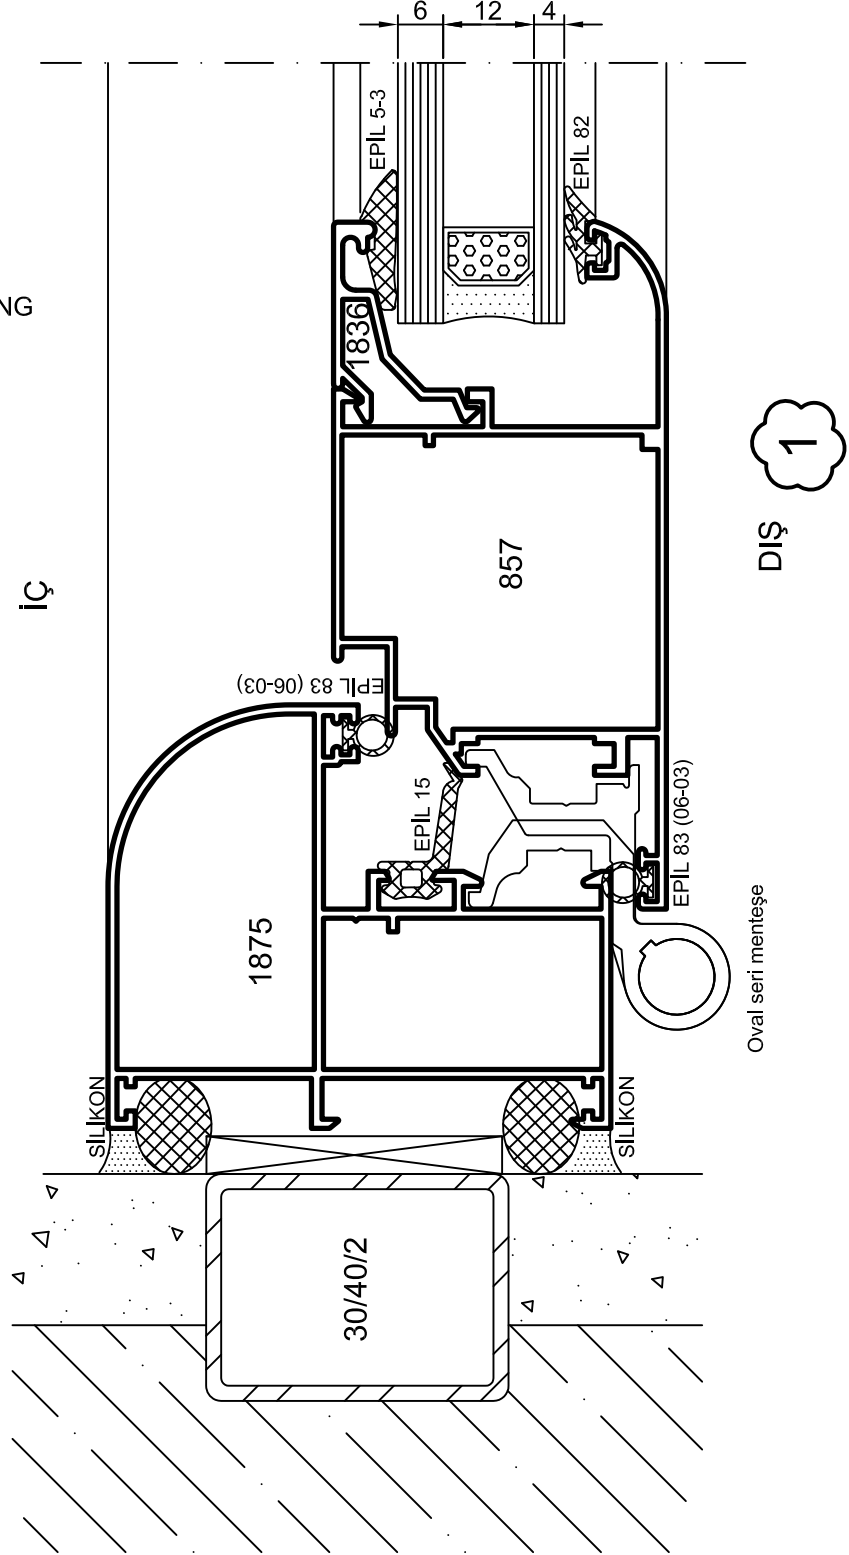 6
12
4
EPİL 5-3
EPİL 82
NG
1836
İÇ
857
DIŞ
1
EPİL 83 (06-03)
EPİL 15
EPİL 83 (06-03)
1875
Oval seri menteşe
SİLİKON
SİLİKON
30/40/2